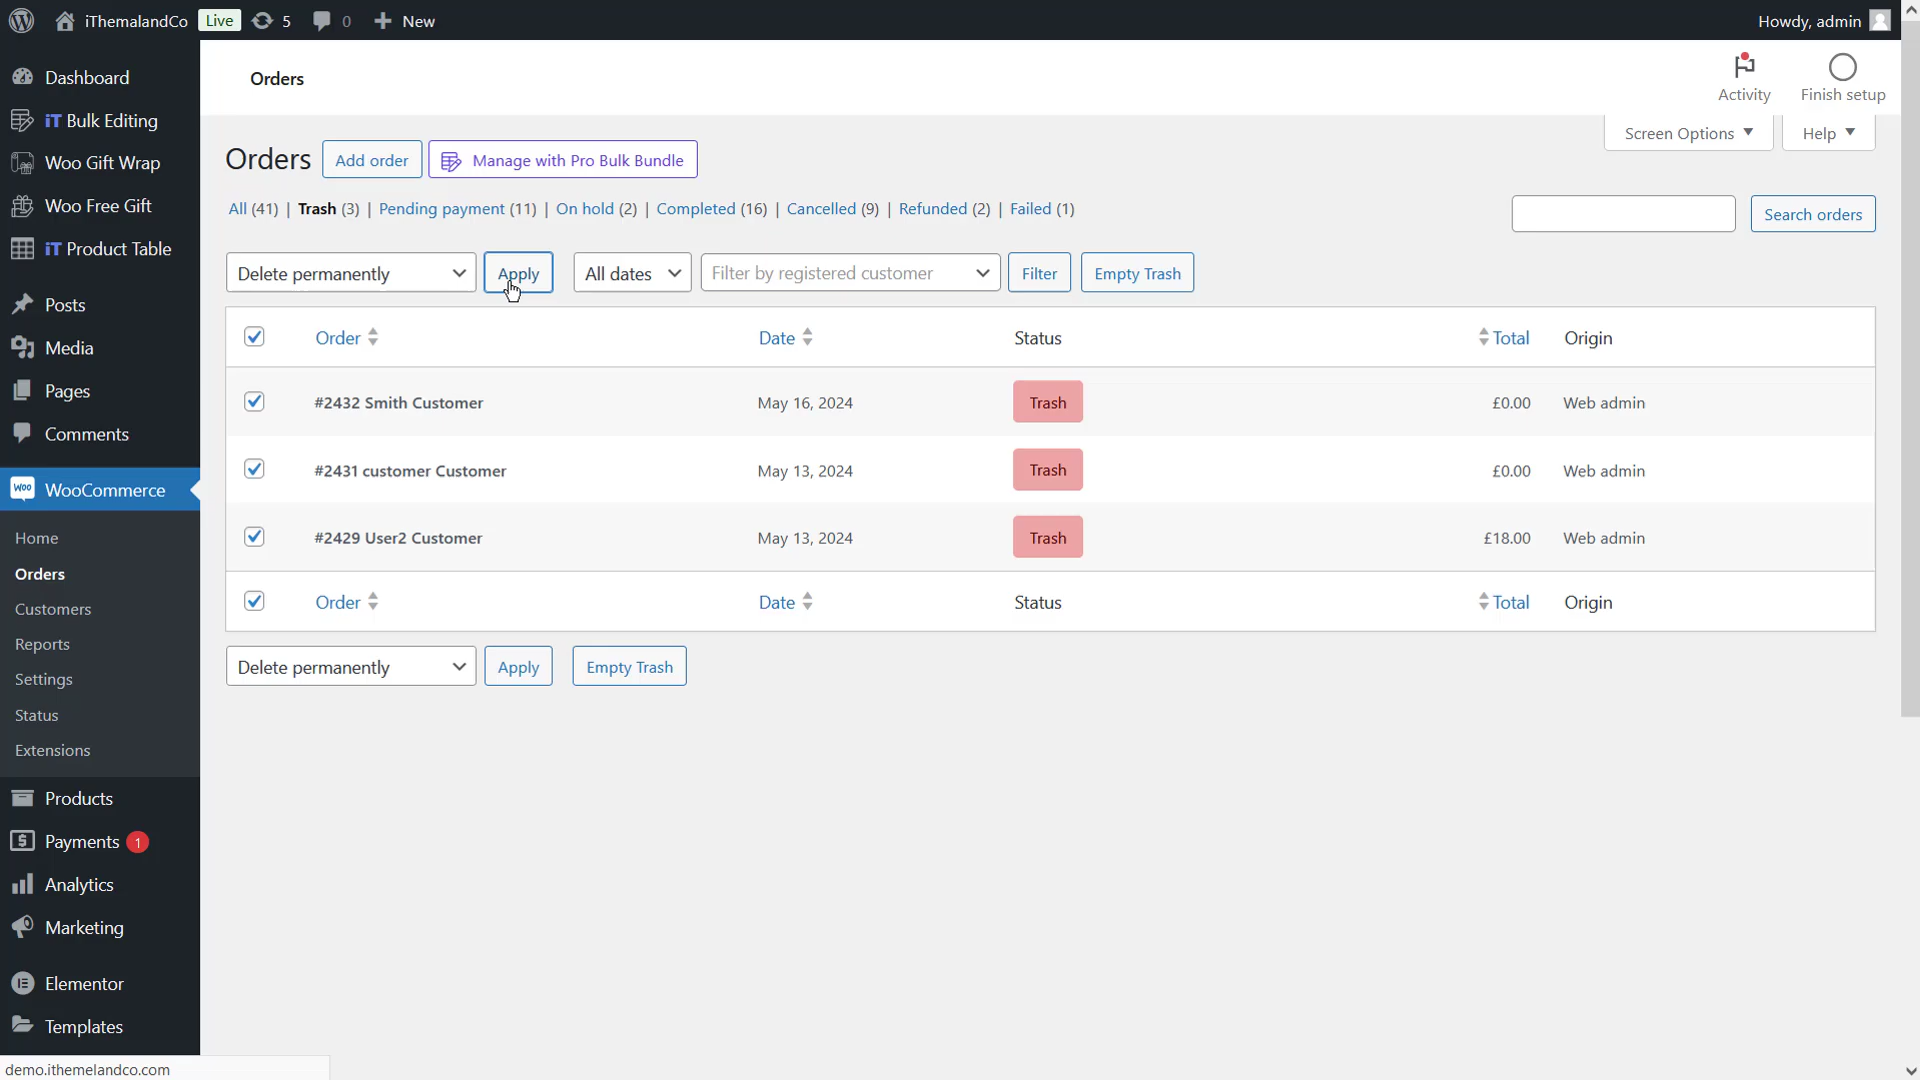 iThemalandCo Live 5 0 New Howdy, admin
Dashboard
iT Bulk Editing
Woo Gift Wrap
Woo Free Gift
iT Product Table
Posts
Media
Pages
Comments
WooCommerce
Home
Orders
Customers
Reports
Settings
Status
Extensions
Products
Payments 1
Analytics
Marketing
Elementor
Templates
demo.ithemelandco.com
Orders
Activity Finish setup
Screen Options Help
Orders Add order Manage with Pro Bulk Bundle
All (41) | Trash (3) | Pending payment (11) | On hold (2) | Completed (16) | Cancelled (9) | Refunded (2) | Failed (1)
Search orders
Delete permanently Apply All dates Filter by registered customer Filter Empty Trash
Order Date Status Total Origin
#2432 Smith Customer May 16, 2024 Trash £0.00 Web admin
#2431 customer Customer May 13, 2024 Trash £0.00 Web admin
#2429 User2 Customer May 13, 2024 Trash £18.00 Web admin
Order Date Status Total Origin
Delete permanently Apply Empty Trash